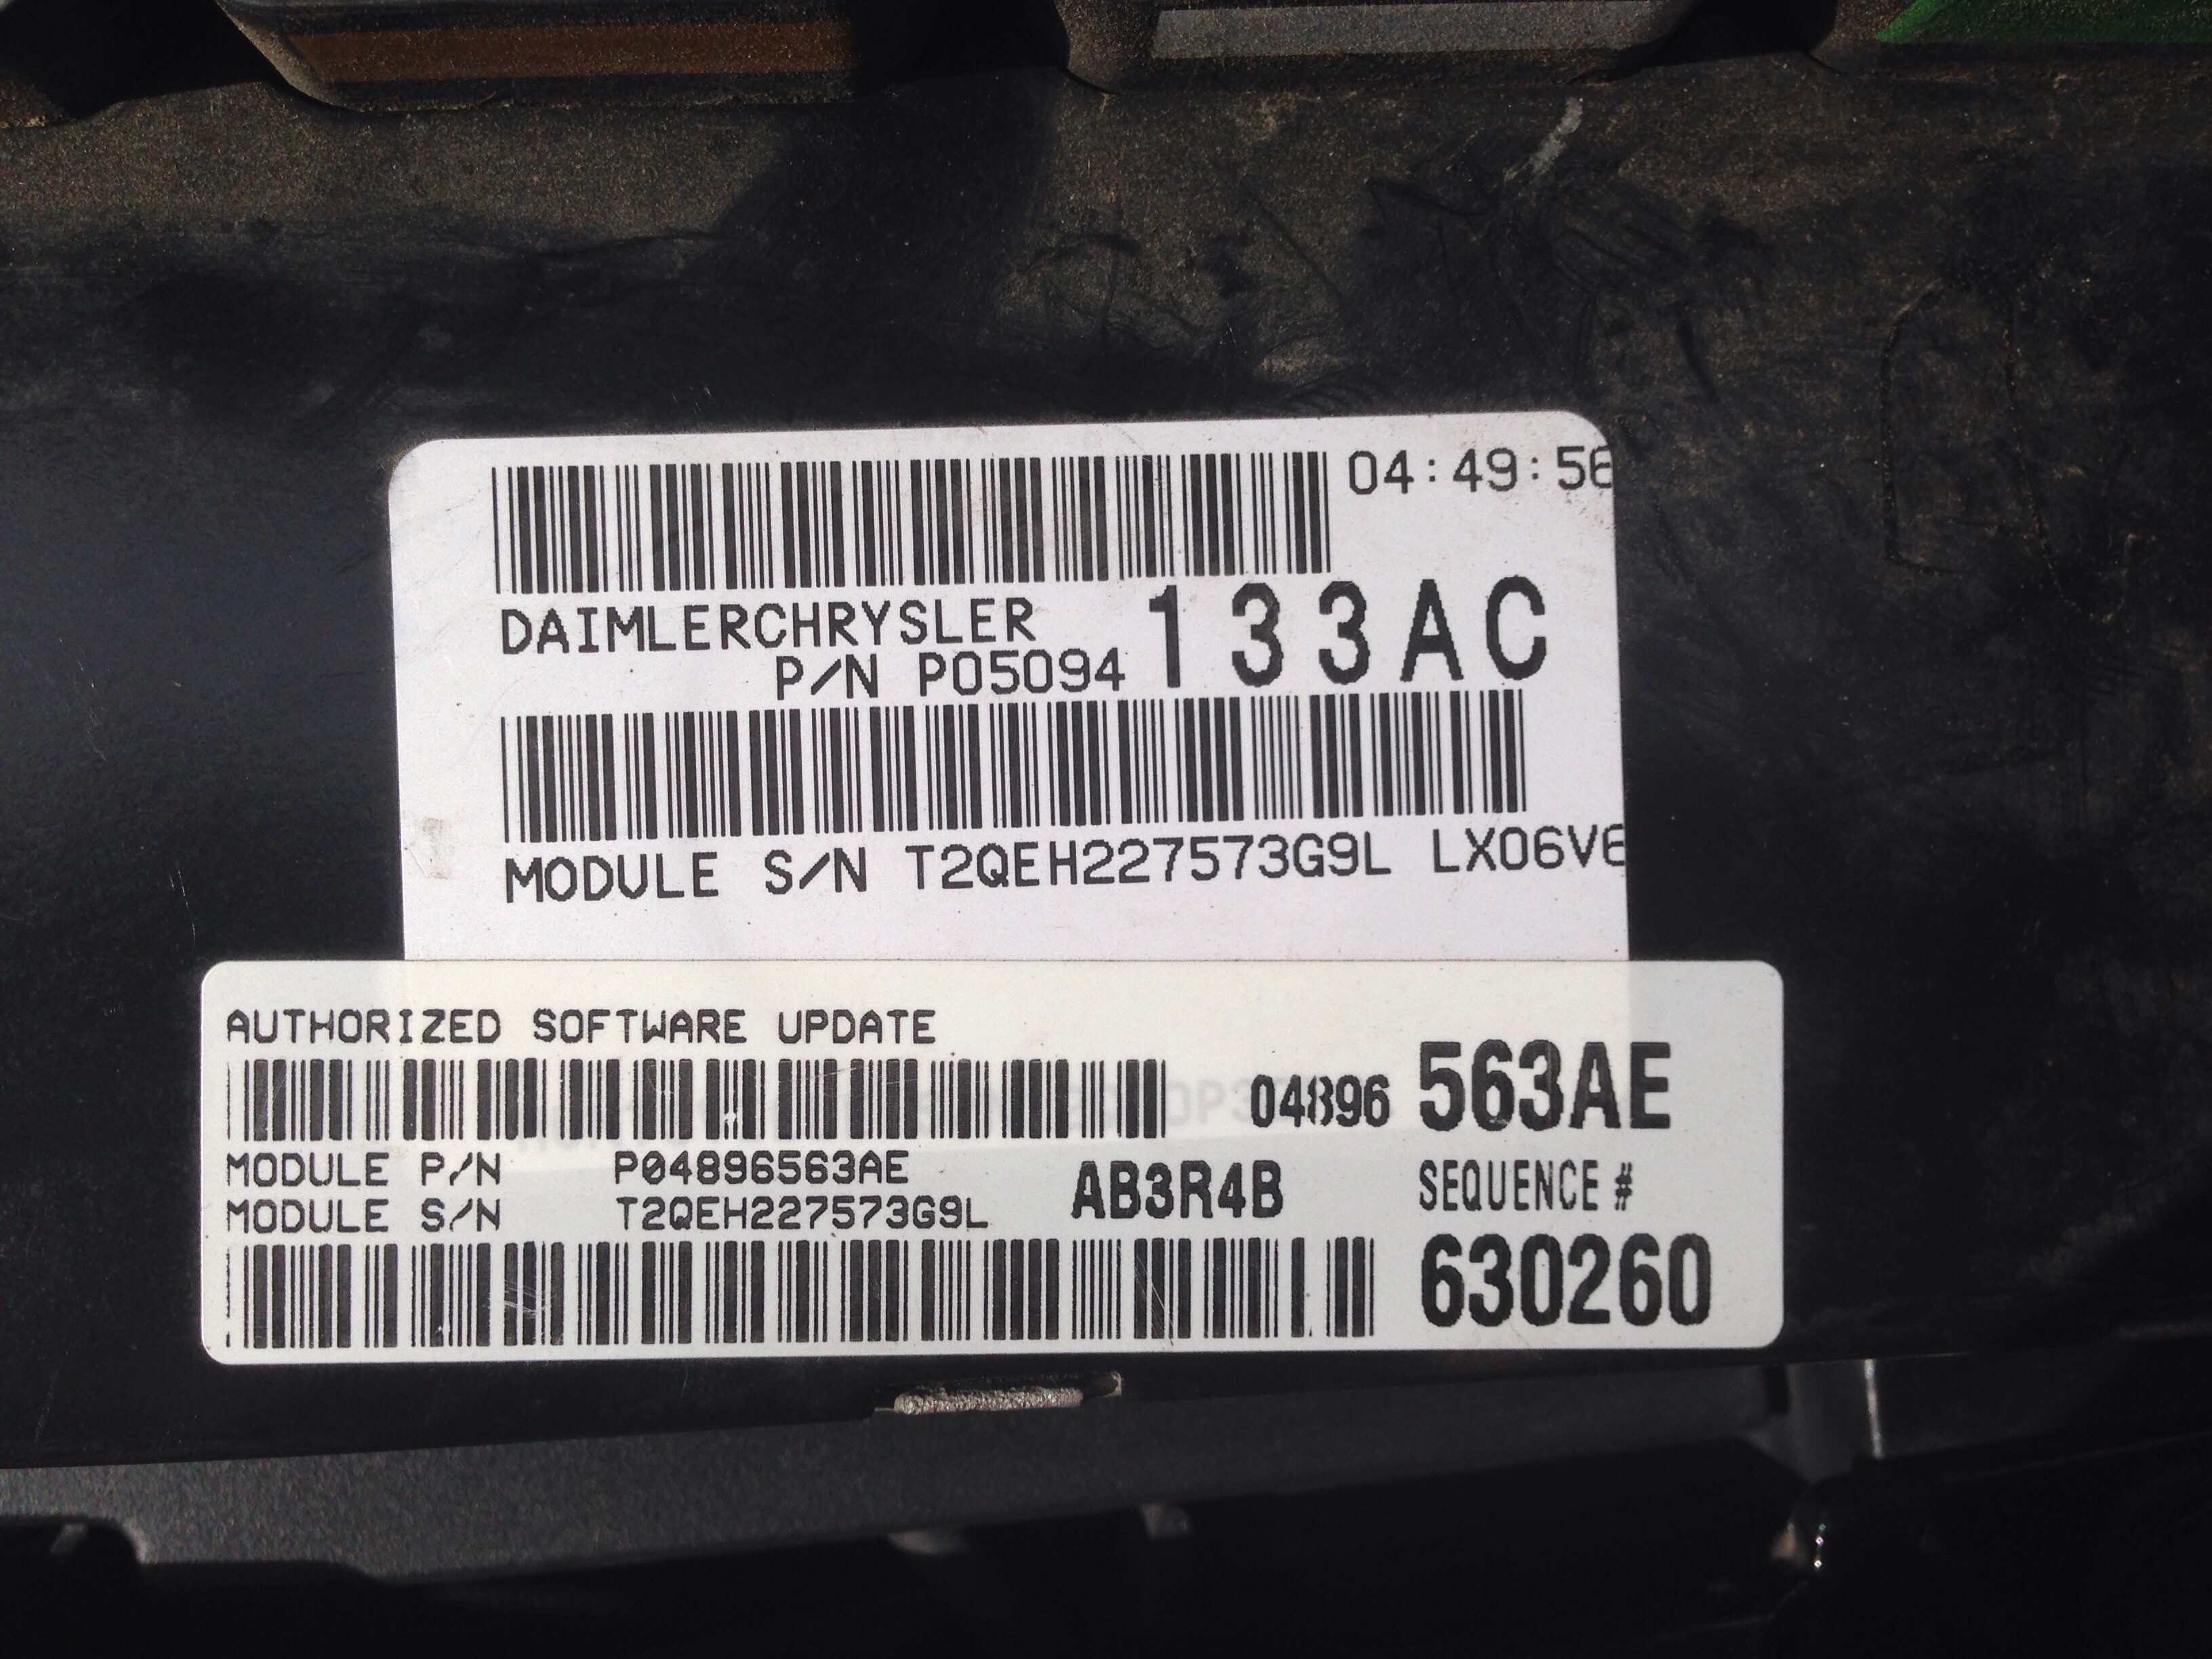 04:49:56
DAIMLERCHRYSLER
P/N P05094 133AC
MODULE S/N T2QEH227573G9L LX06V6
AUTHORIZED SOFTWARE UPDATE
04896 563AE
MODULE P/N P04896563AE
AB3R4B SEQUENCE #
MODULE S/N T2QEH227573G9L
630260